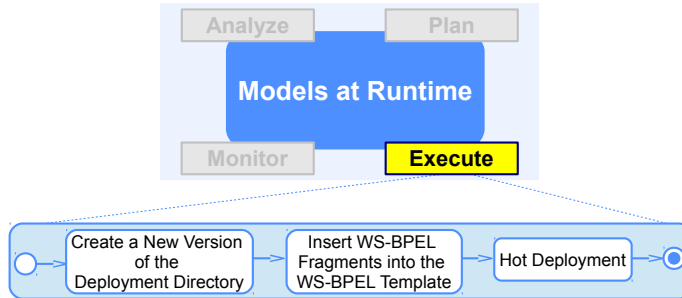 Analyze
Plan
Models at Runtime
Monitor
Execute
Create a New Version
of the
Deployment Directory
Insert WS-BPEL
Fragments into the
WS-BPEL Template
Hot Deployment